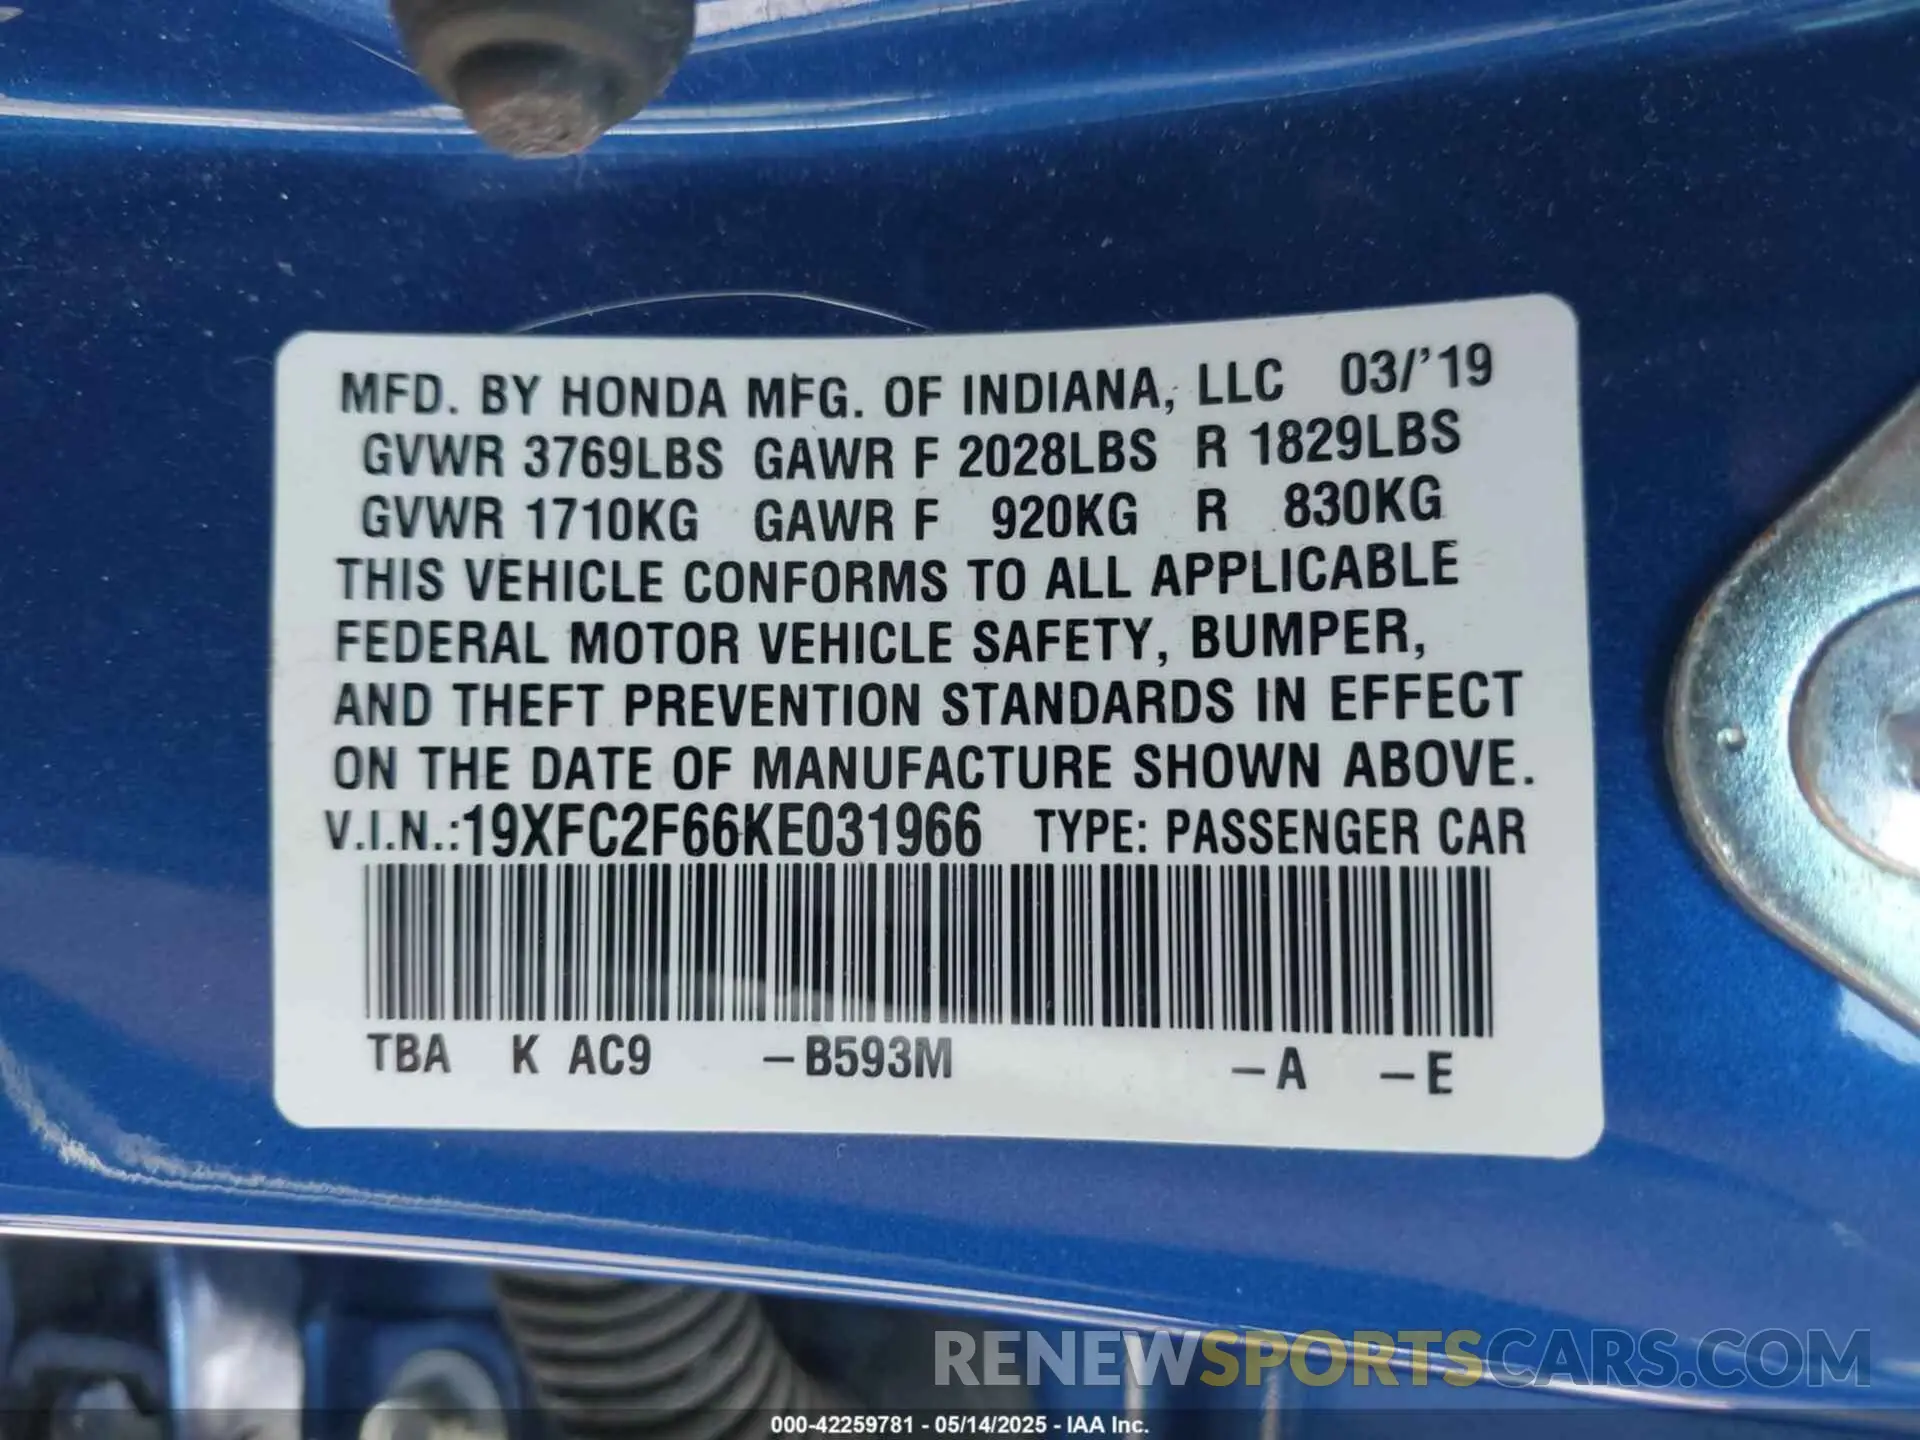 MFD. BY HONDA MFG. OF INDIANA, LLC 03/'19
GVWR 3769LBS GAWR F 2028LBS R 1829LBS
GVWR 1710KG GAWR F 920KG R 830KG
THIS VEHICLE CONFORMS TO ALL APPLICABLE
FEDERAL MOTOR VEHICLE SAFETY, BUMPER,
AND THEFT PREVENTION STANDARDS IN EFFECT
ON THE DATE OF MANUFACTURE SHOWN ABOVE.
V.I.N.:19XFC2F66KE031966 TYPE: PASSENGER CAR
TBA K AC9 –B593M –A –E
RENEWSPORTSCARS.COM
000-42259781 - 05/14/2025 - IAA Inc.